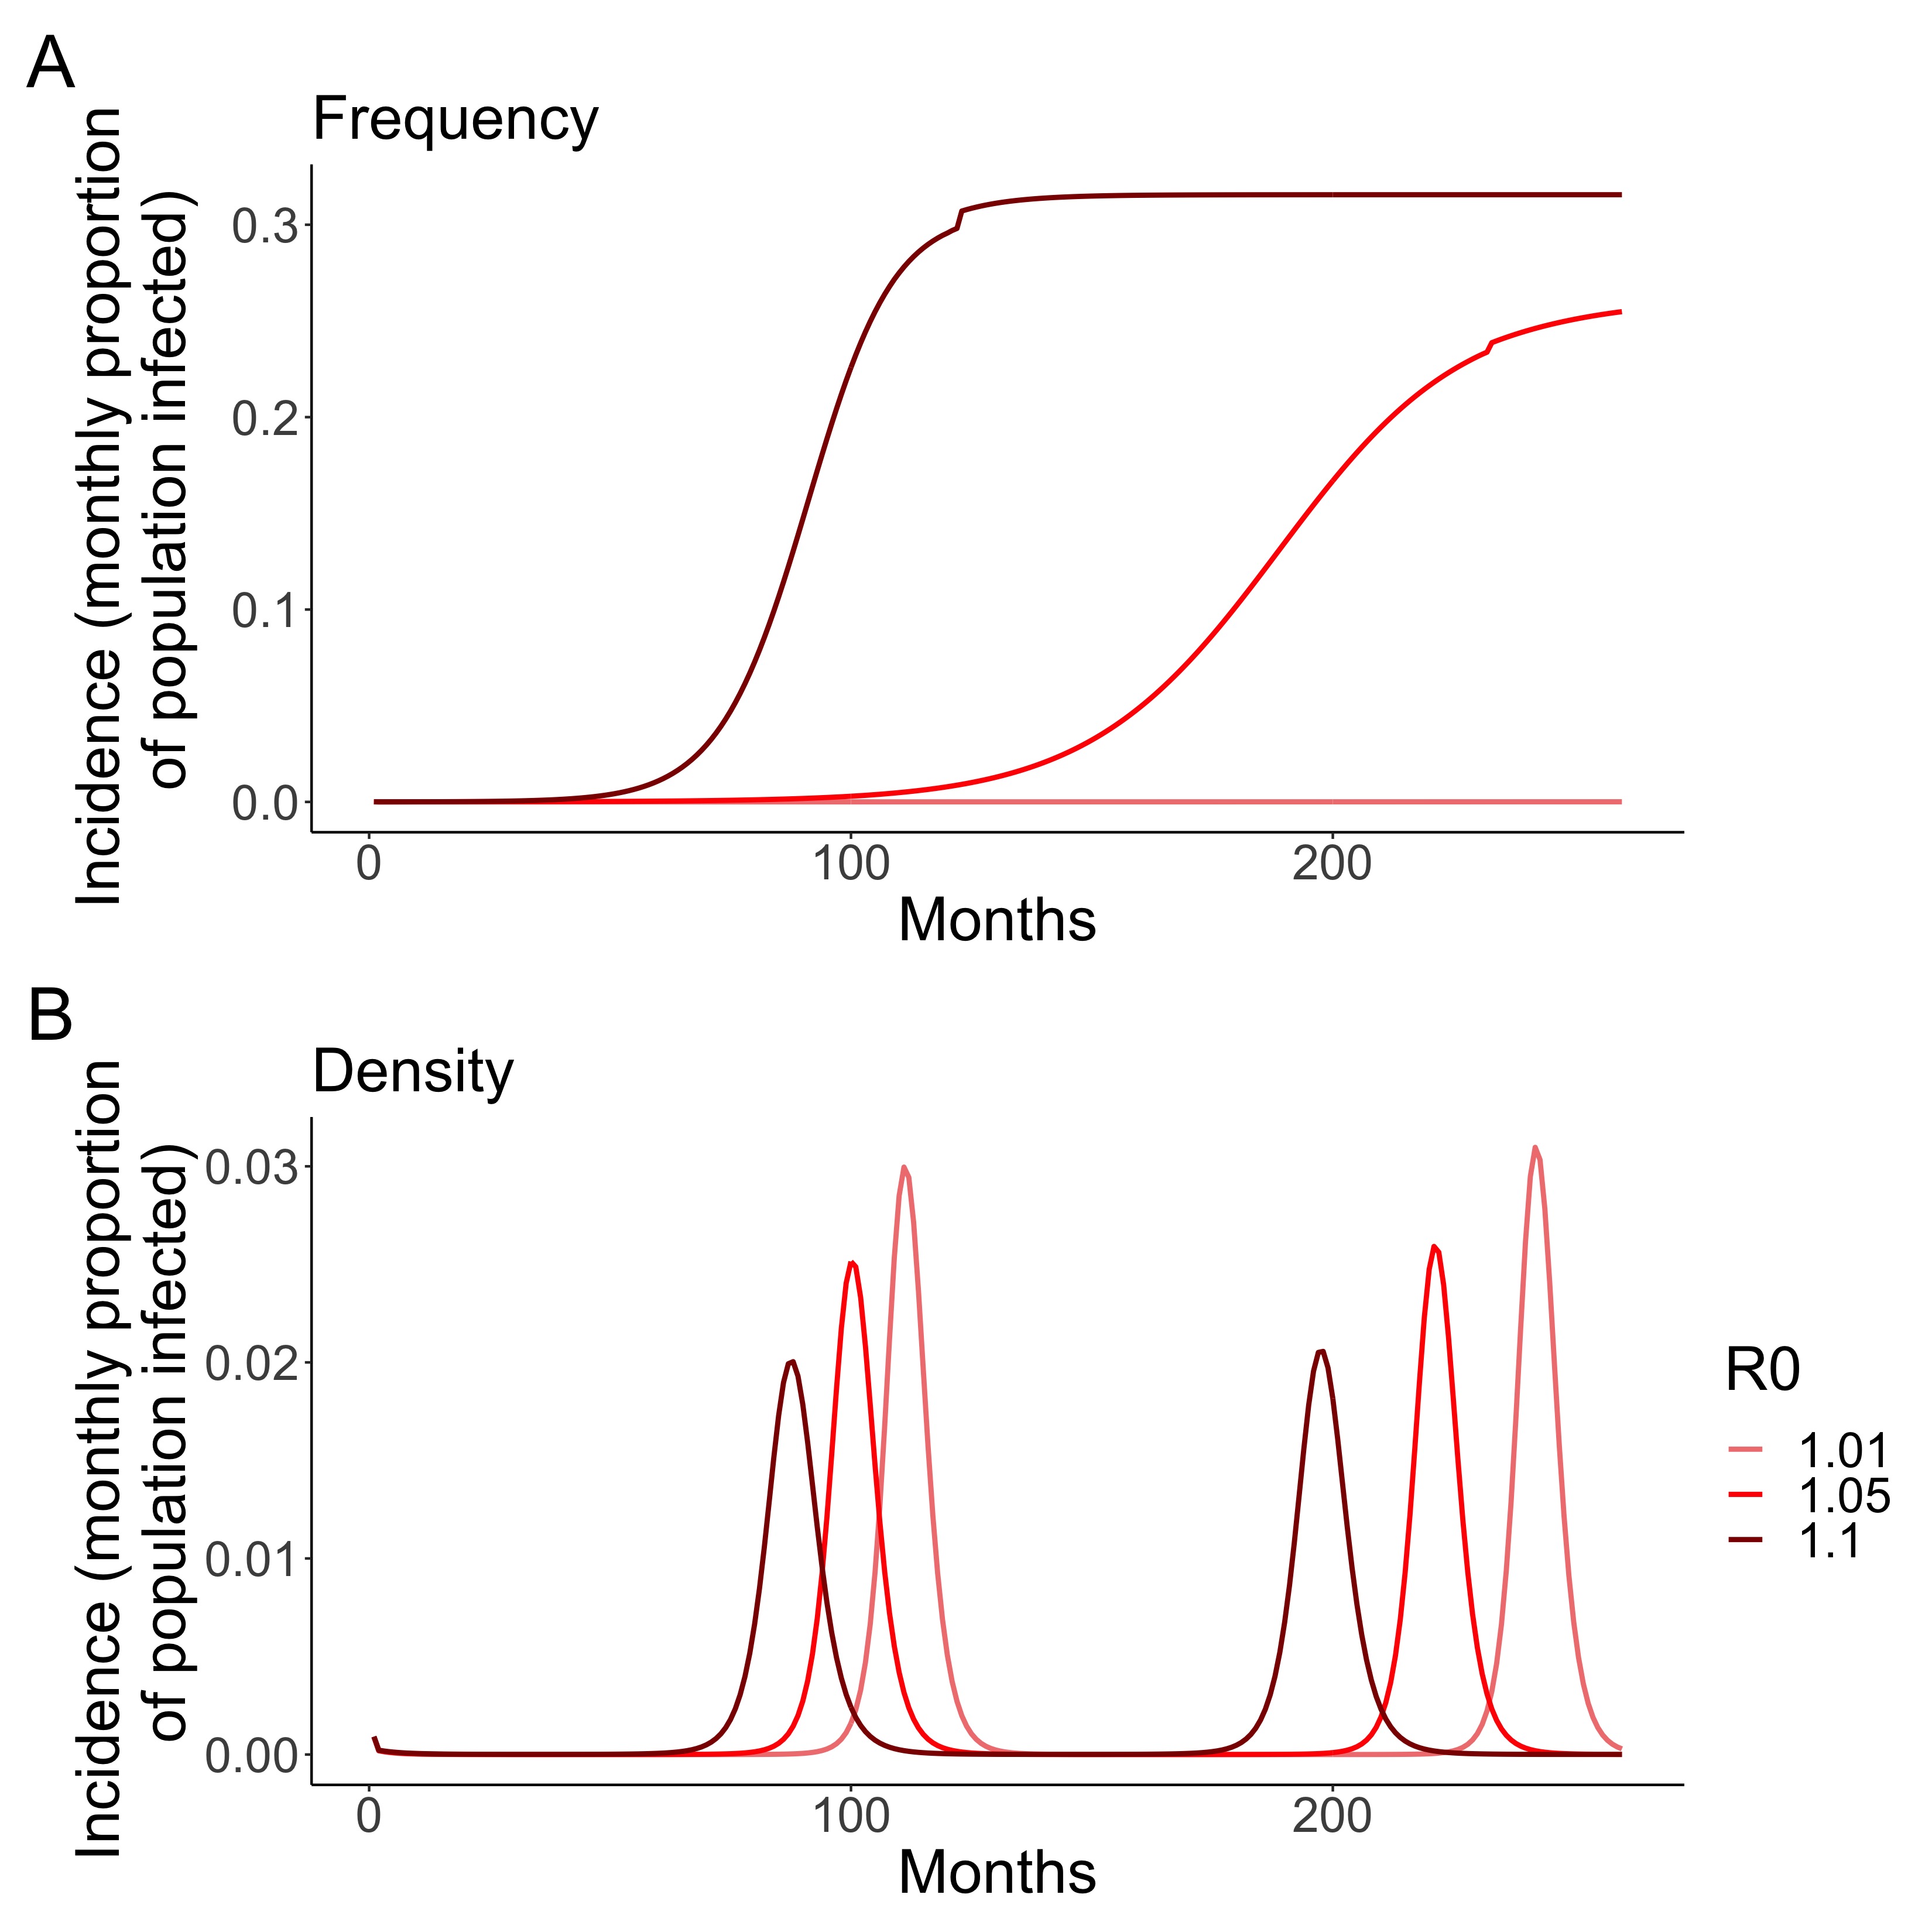 A
Frequency
Incidence (monthly proportion
of population infected)
0.3
0.2
0.1
0.0
0 100 200
Months
B
Density
Incidence (monthly proportion
of population infected)
0.03
0.02
0.01
0.00
0 100 200
Months
R0
1.01
1.05
1.1